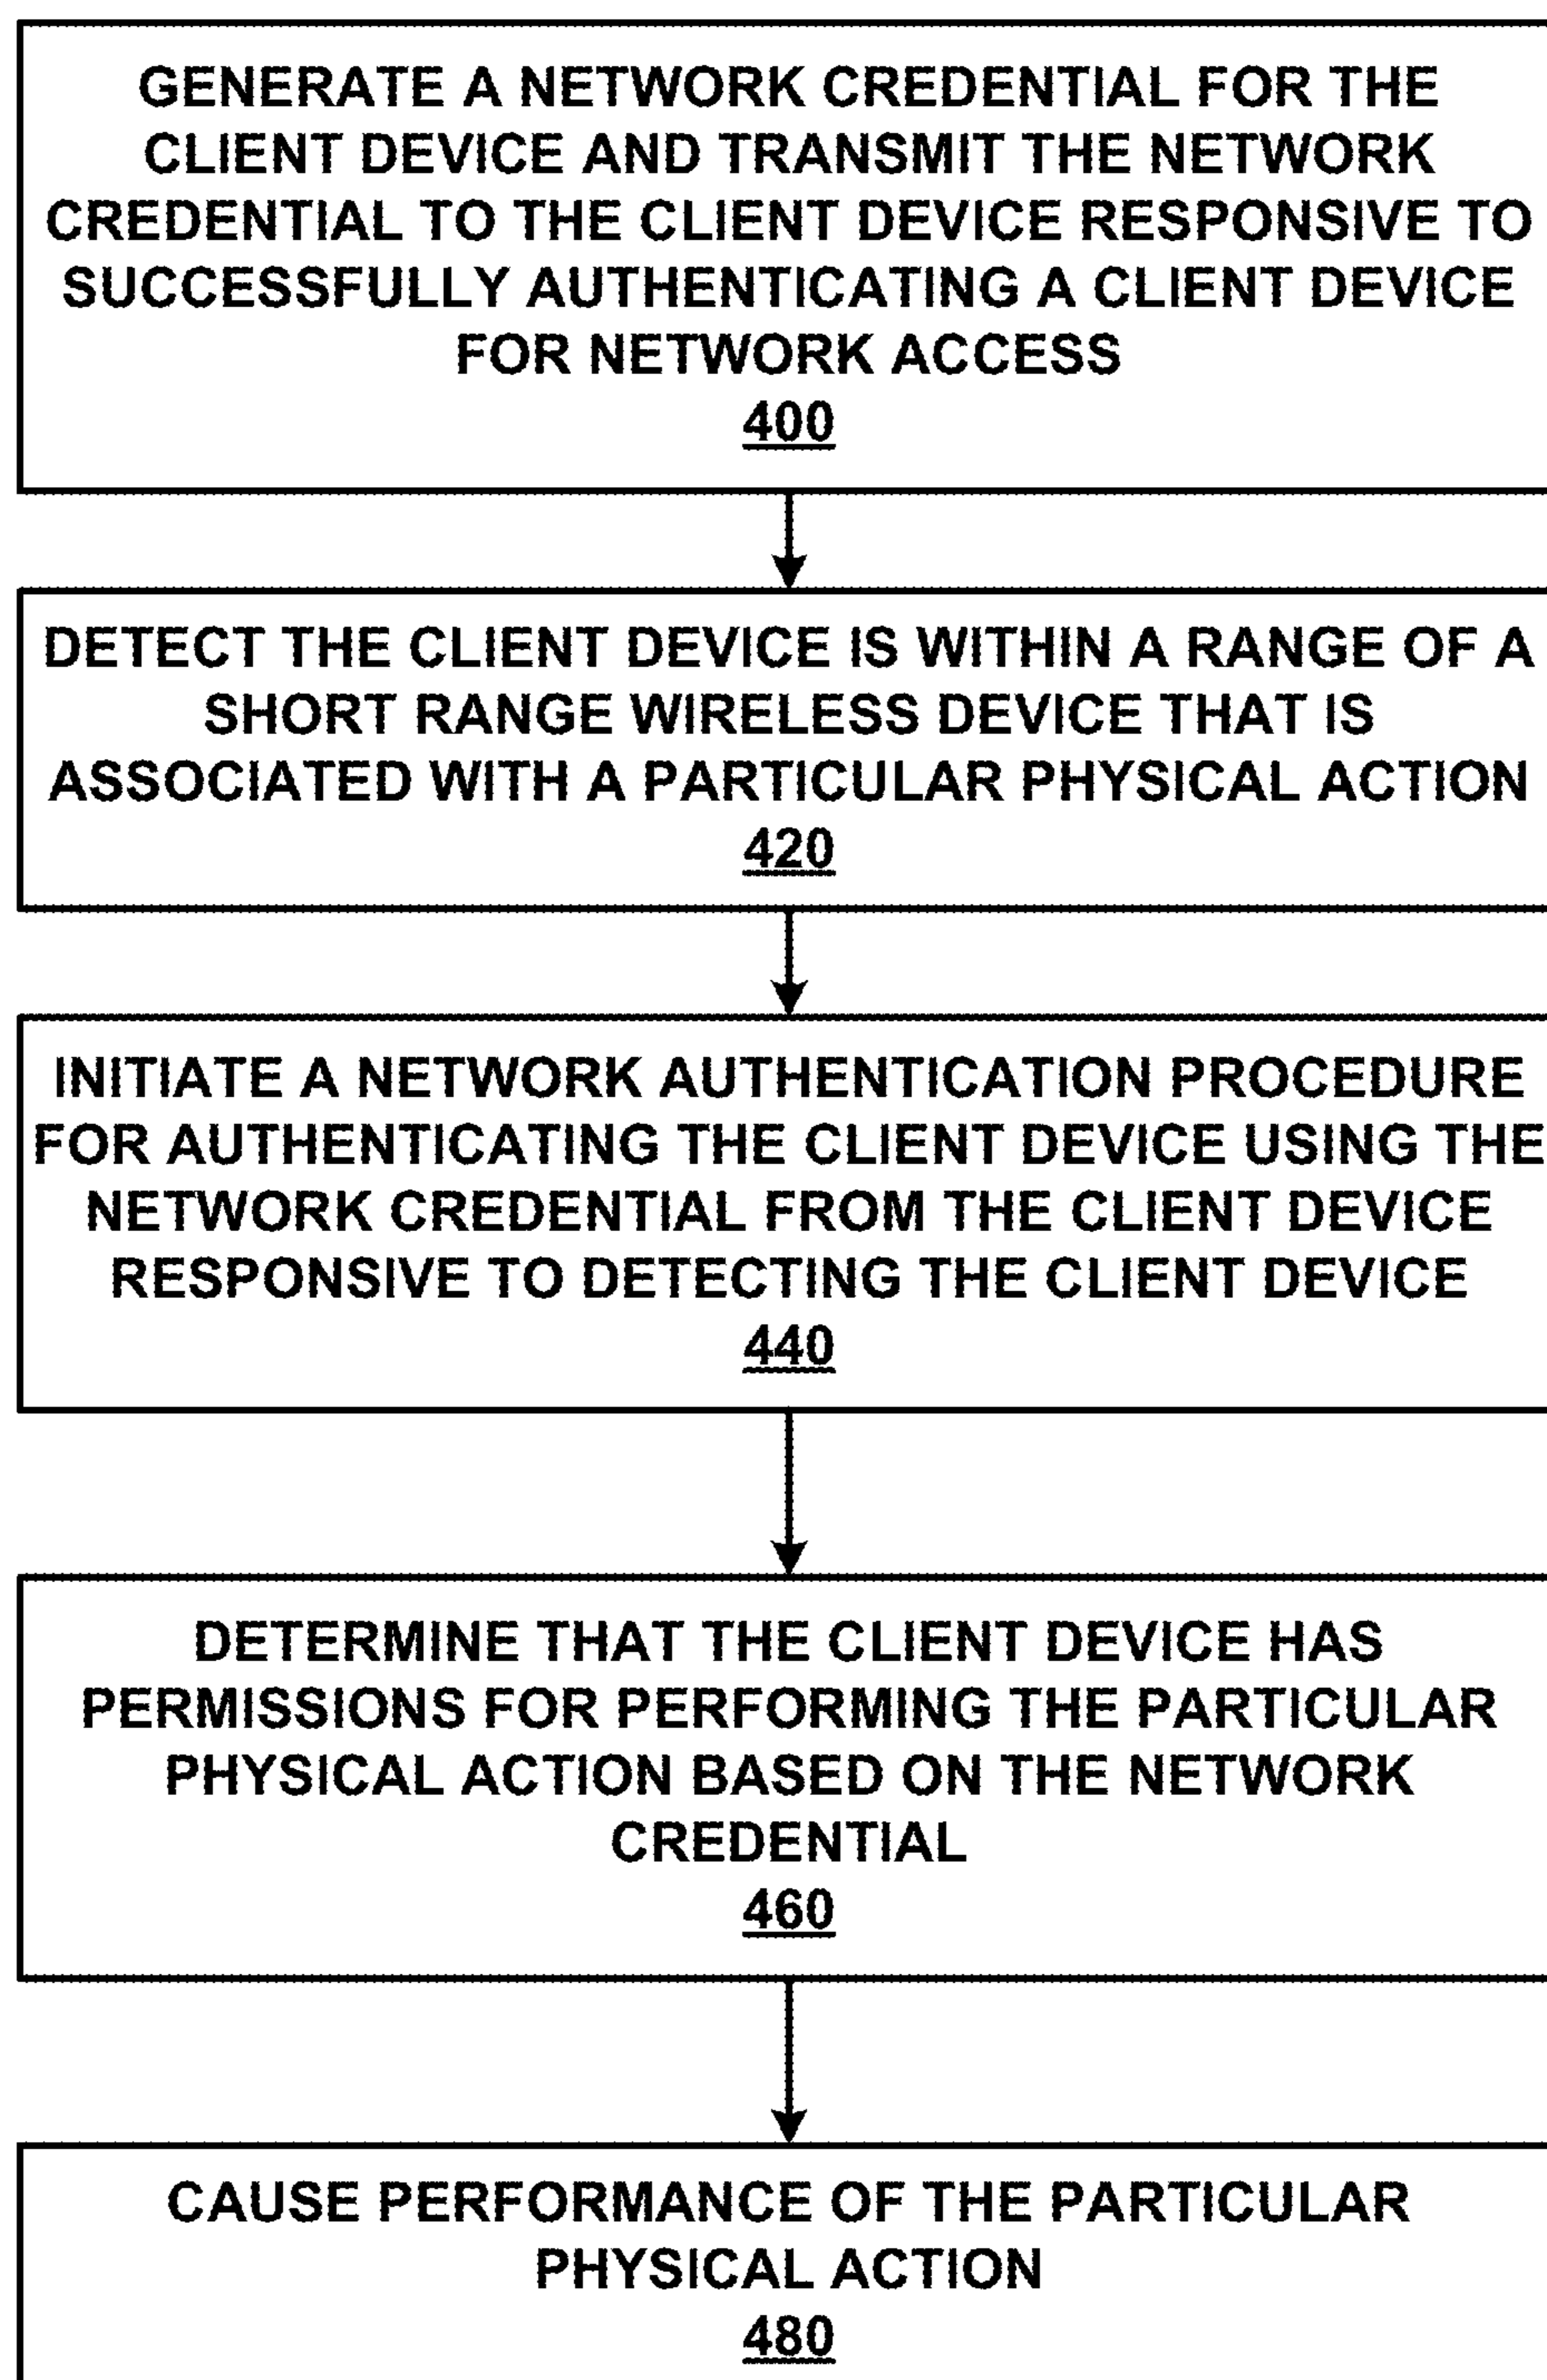 GENERATE A NETWORK CREDENTIAL FOR THE
CLIENT DEVICE AND TRANSMIT THE NETWORK
CREDENTIAL TO THE CLIENT DEVICE RESPONSIVE TO
SUCCESSFULLY AUTHENTICATING A CLIENT DEVICE
FOR NETWORK ACCESS
400
DETECT THE CLIENT DEVICE IS WITHIN A RANGE OF A
SHORT RANGE WIRELESS DEVICE THAT IS
ASSOCIATED WITH A PARTICULAR PHYSICAL ACTION
420
INITIATE A NETWORK AUTHENTICATION PROCEDURE
FOR AUTHENTICATING THE CLIENT DEVICE USING THE
NETWORK CREDENTIAL FROM THE CLIENT DEVICE
RESPONSIVE TO DETECTING THE CLIENT DEVICE
440
DETERMINE THAT THE CLIENT DEVICE HAS
PERMISSIONS FOR PERFORMING THE PARTICULAR
PHYSICAL ACTION BASED ON THE NETWORK
CREDENTIAL
460
CAUSE PERFORMANCE OF THE PARTICULAR
PHYSICAL ACTION
480